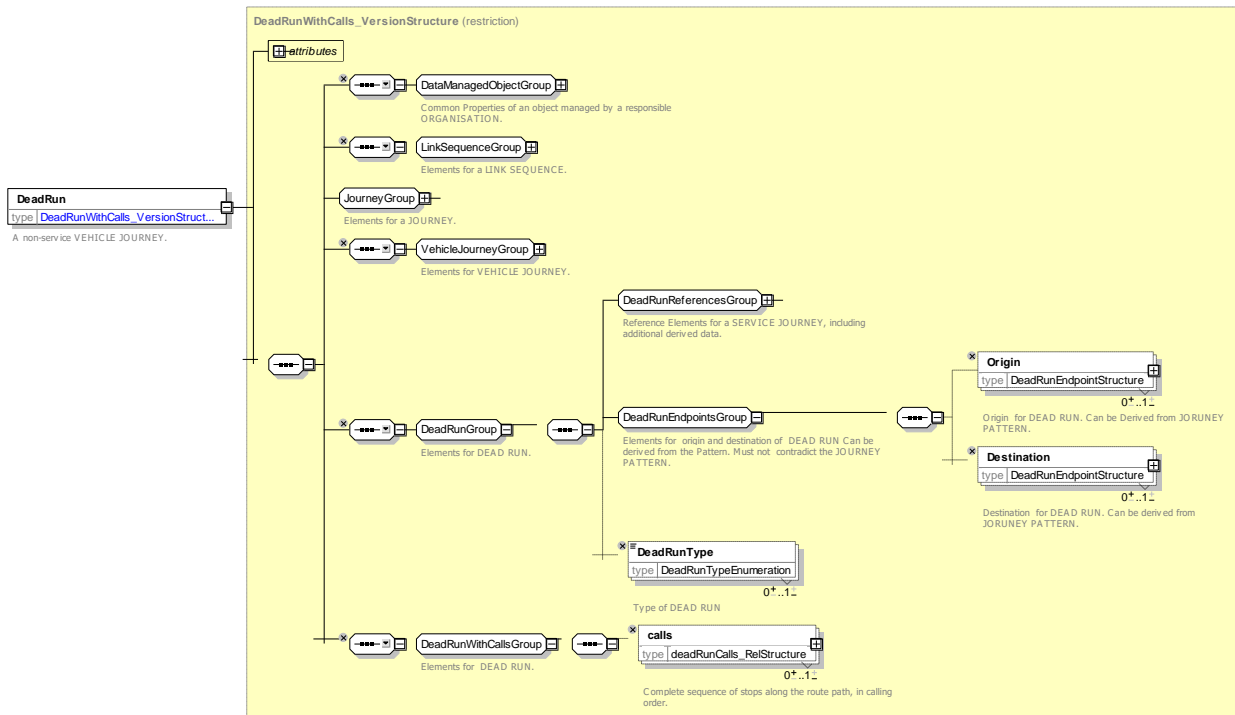 DeadRunWithCalls_VersionStructure (restriction)
attributes
DataManagedObjectGroup
Common Properties of an object managed by a responsible
ORGANISATION.
LinkSequenceGroup
Elements for a LINK SEQUENCE.
DeadRun
type DeadRunWithCalls_VersionStruct...
A non-service VEHICLE JOURNEY.
JourneyGroup
Elements for a JOURNEY.
VehicleJourneyGroup
Elements for VEHICLE JOURNEY.
DeadRunReferencesGroup
Reference Elements for a SERVICE JOURNEY, including
additional derived data.
Origin
type DeadRunEndpointStructure
0..1
Origin for DEAD RUN. Can be Derived from JORUNEY
PATTERN.
DeadRunGroup
Elements for DEAD RUN.
DeadRunEndpointsGroup
Elements for origin and destination of DEAD RUN Can be
derived from the Pattern. Must not contradict the JOURNEY
PATTERN.
Destination
type DeadRunEndpointStructure
0..1
Destination for DEAD RUN. Can be derived from
JORUNEY PATTERN.
DeadRunType
type DeadRunTypeEnumeration
0..1
Type of DEAD RUN
DeadRunWithCallsGroup
Elements for DEAD RUN.
calls
type deadRunCalls_RelStructure
0..1
Complete sequence of stops along the route path, in calling
order.